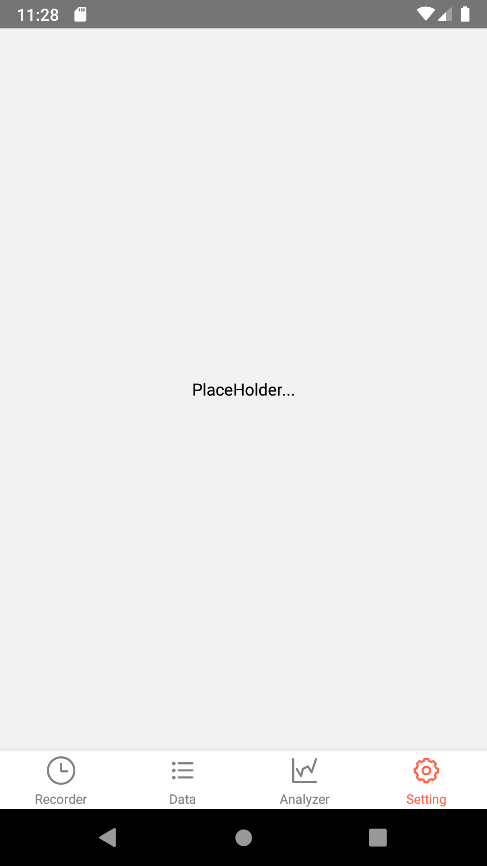 11:28
PlaceHolder...
Recorder
Data
Analyzer
Setting